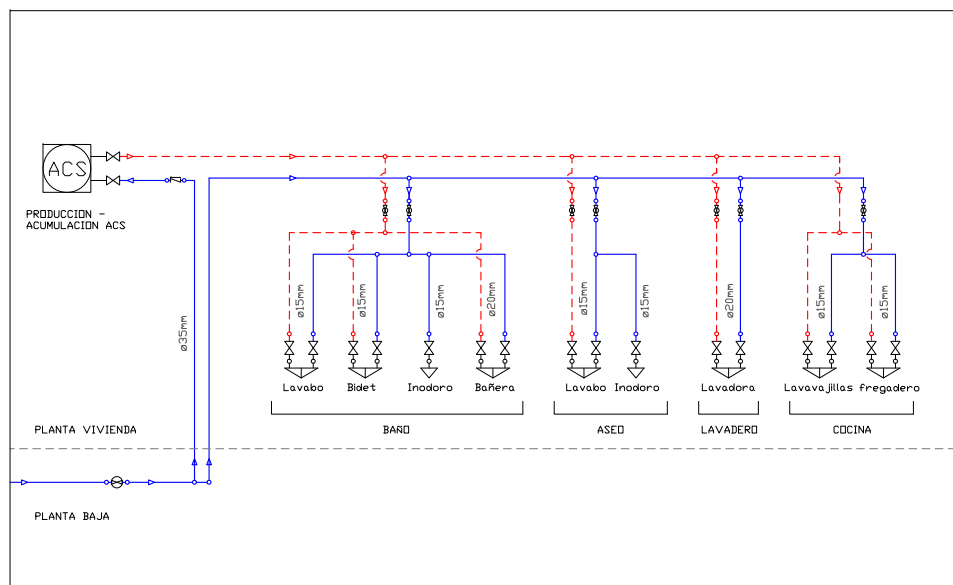 ACS
PRODUCCION -
ACUMULACION ACS
ø35mm
ø15mm
ø15mm
ø15mm
ø20mm
ø15mm
ø15mm
ø20mm
ø15mm
ø15mm
Lavabo
Bidet
Inodoro
Bañera
Lavabo
Inodoro
Lavadora
Lavavajillas
fregadero
PLANTA VIVIENDA
BAÑO
ASEO
LAVADERO
COCINA
PLANTA BAJA